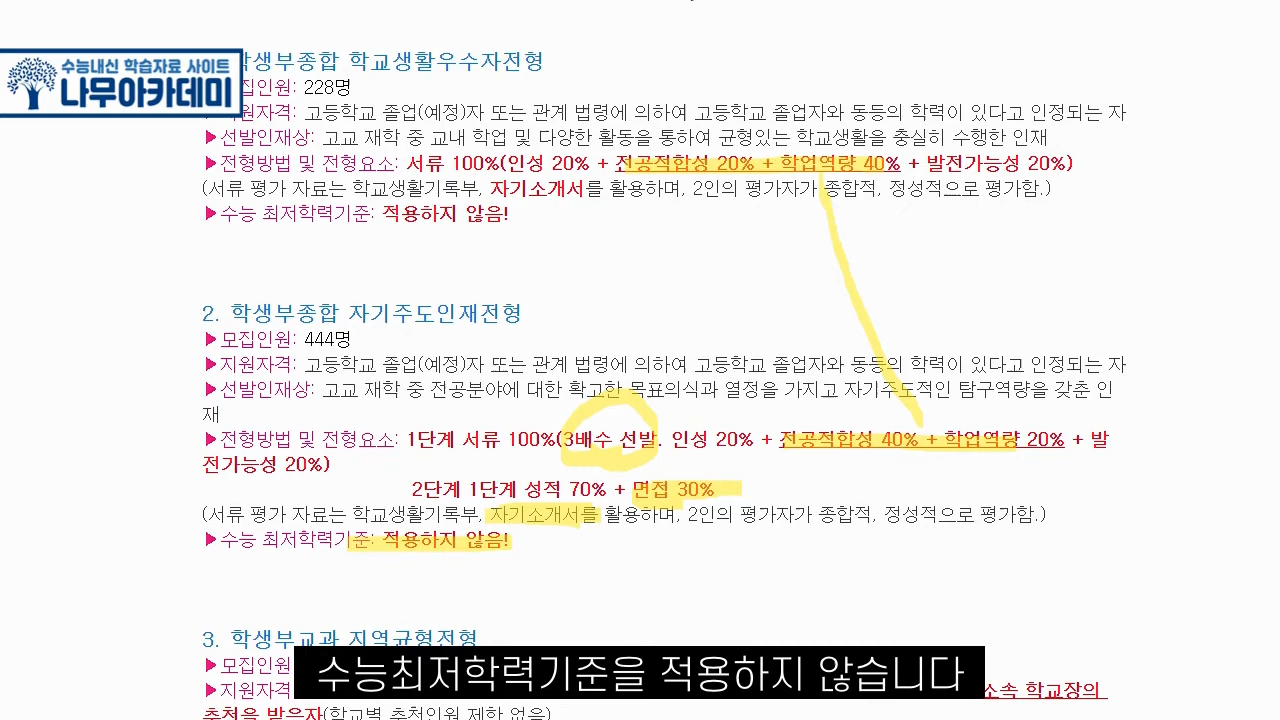 수능내신 학습자료 사이트
나무아카데미
학생부종합 학교생활우수자전형
모집인원: 228명
지원자격: 고등학교 졸업(예정)자 또는 관계 법령에 의하여 고등학교 졸업자와 동등의 학력이 있다고 인정되는 자
▶선발인재상: 고교 재학 중 교내 학업 및 다양한 활동을 통하여 균형있는 학교생활을 충실히 수행한 인재
▶전형방법 및 전형요소: 서류 100%(인성 20% + 전공적합성 20% + 학업역량 40% + 발전가능성 20%)
(서류 평가 자료는 학교생활기록부, 자기소개서를 활용하며, 2인의 평가자가 종합적, 정성적으로 평가함.)
▶수능 최저학력기준: 적용하지 않음!
2. 학생부종합 자기주도인재전형
▶모집인원: 444명
▶지원자격: 고등학교 졸업(예정)자 또는 관계 법령에 의하여 고등학교 졸업자와 동등의 학력이 있다고 인정되는 자
▶선발인재상: 고교 재학 중 전공분야에 대한 확고한 목표의식과 열정을 가지고 자기주도적인 탐구역량을 갖춘 인
재
▶전형방법 및 전형요소: 1단계 서류 100%(3배수 선발. 인성 20% + 전공적합성 40% + 학업역량 20% + 발
전가능성 20%)
2단계 1단계 성적 70% + 면접 30%
(서류 평가 자료는 학교생활기록부, 자기소개서를 활용하며, 2인의 평가자가 종합적, 정성적으로 평가함.)
▶수능 최저학력기준: 적용하지 않음!
3. 학생부교과 지역균형전형
▶모집인원
▶지원자격 소속 학교장의
추천을 받은자(학교별 추천인원 제한 없음)
수능최저학력기준을 적용하지 않습니다